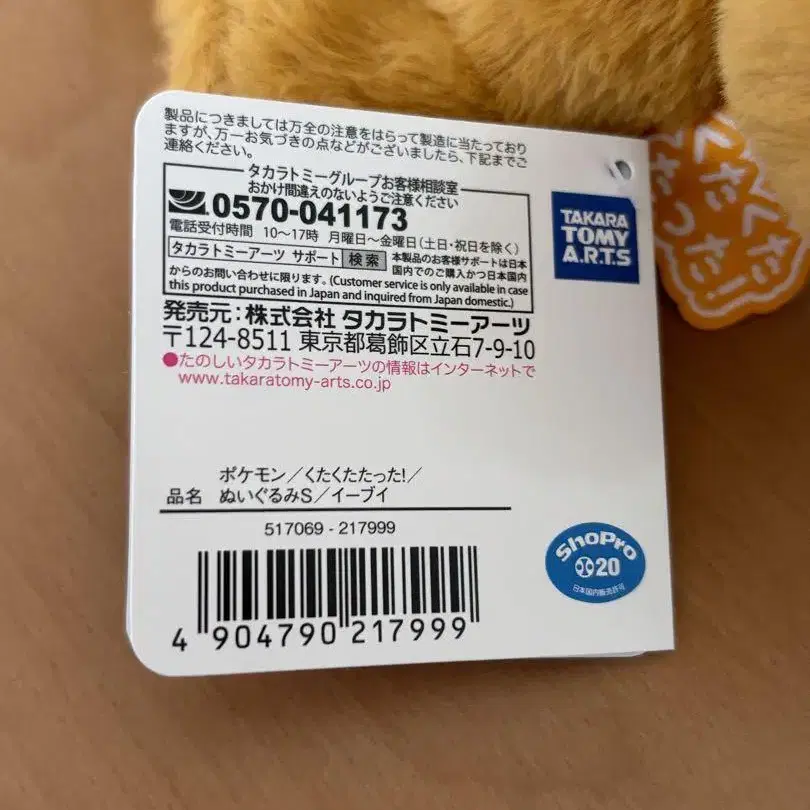 製品につきましては万全の注意をはらって製造に当たっており
ますが、万一お気づきの点などがございましたら、下記までご
連絡ください。
タカラトミーグループお客様相談室
おかけ間違えのないようご注意ください
0570-041173
電話受付時間 10〜17時 月曜日〜金曜日(土日・祝日を除く)
タカラトミーアーツ サポート 検索 本製品のお客様サポートは日本
国内でのご購入かつ日本国内
からのお問い合わせに限ります。(Customer service is only available in case
this product purchased in Japan and inquired from Japan domestic.)
発売元:株式会社 タカラトミーアーツ
〒124-8511 東京都葛飾区立石7-9-10
●たのしいタカラトミーアーツの情報はインターネットで
www.takaratomy-arts.co.jp
TAKARA
TOMY
A.R.T.S
くたくた
たった!
ポケモン/くたくたたった!/
品名 ぬいぐるみS/イーブイ
517069 - 217999
4 904790 217999
ShoPro
20
日本国内販売許可